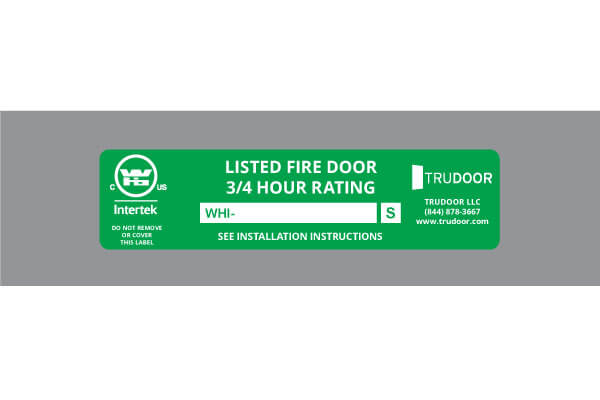 LISTED FIRE DOOR
3/4 HOUR RATING
WHI-
S
SEE INSTALLATION INSTRUCTIONS
WHI
C
US
Intertek
DO NOT REMOVE
OR COVER
THIS LABEL
TRUDOOR
TRUDOOR LLC
(844) 878-3667
www.trudoor.com